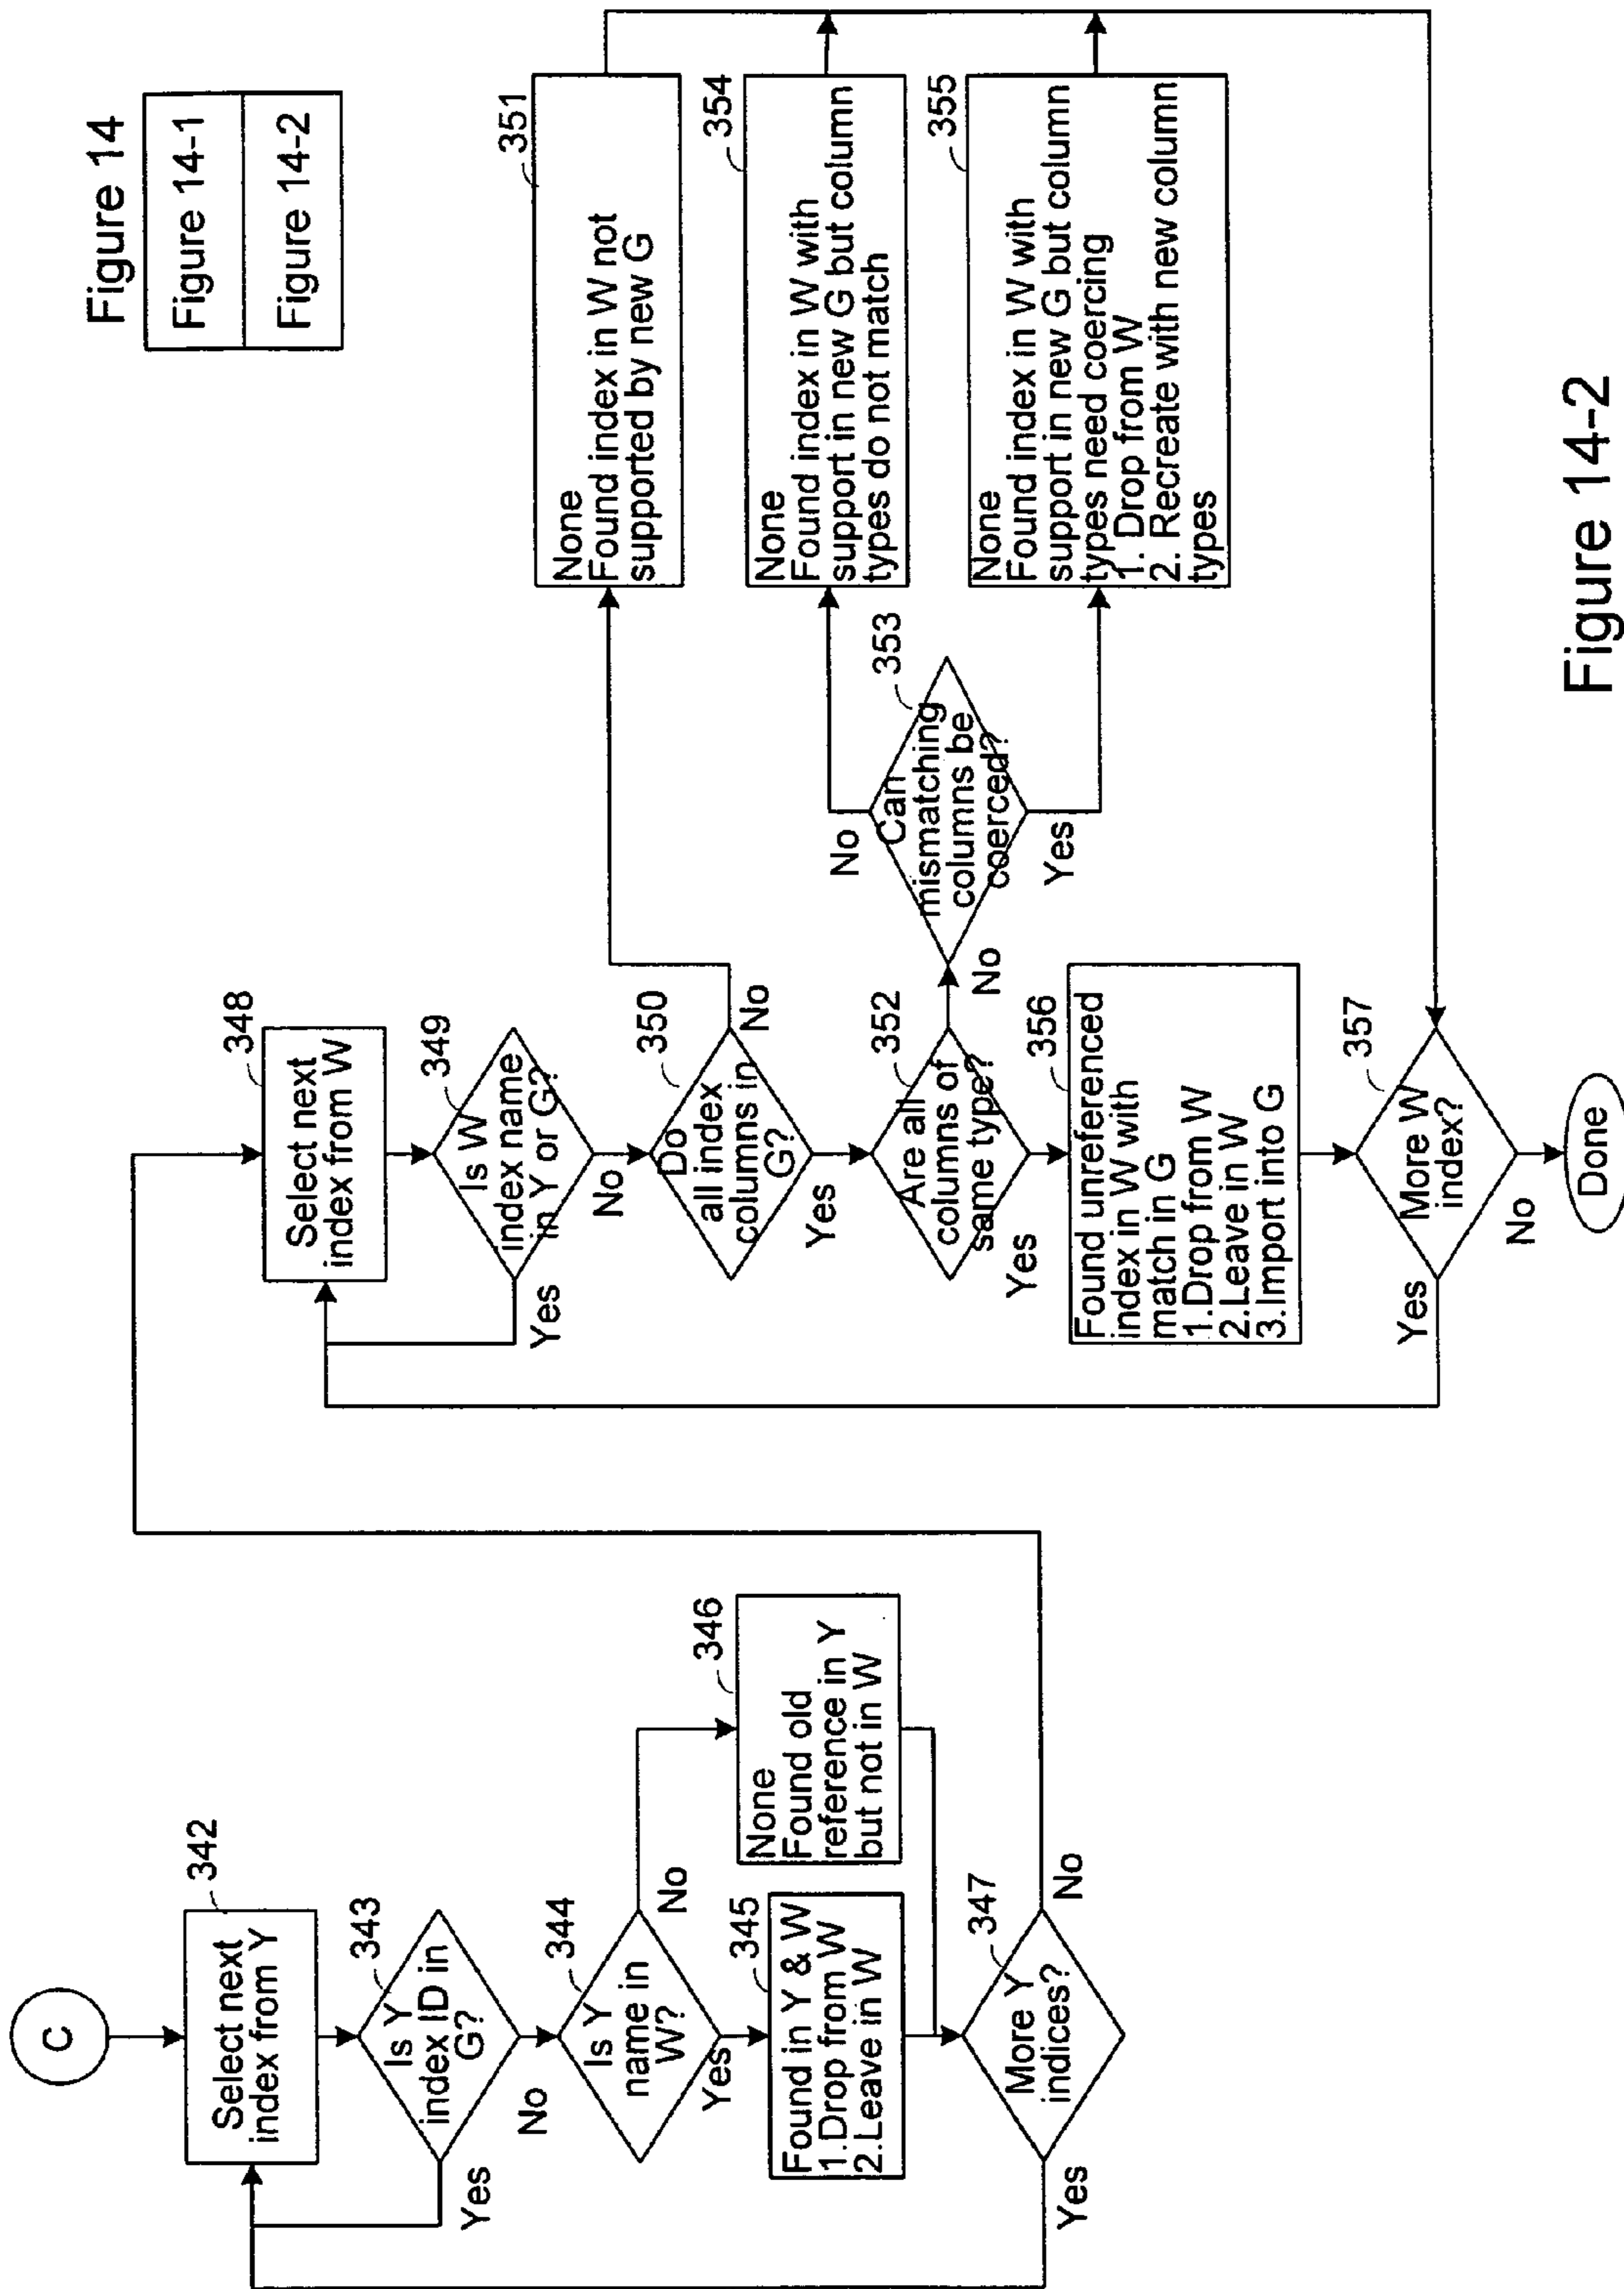 Figure 14
Figure 14-1
Figure 14-2
C
342
Select next
index from Y
343
Is Y
index ID in
G?
Yes
No
344
Is Y
name in
W?
No
Yes
345
Found in Y & W
1.Drop from W
2.Leave in W
346
None
Found old
reference in Y
but not in W
347
More Y
indices?
Yes
No
348
Select next
index from W
349
Is W
index name
in Y or G?
Yes
No
350
Do
all index
columns in
G?
No
Yes
351
None
Found index in W not
supported by new G
352
Are all
columns of
same type?
No
Yes
353
Can
mismatching
columns be
coerced?
No
Yes
354
None
Found index in W with
support in new G but column
types do not match
355
None
Found index in W with
support in new G but column
types need coercing
1. Drop from W
2. Recreate with new column
types
356
Found unreferenced
index in W with
match in G
1.Drop from W
2.Leave in W
3.Import into G
357
More W
index?
Yes
No
Done
Figure 14-2